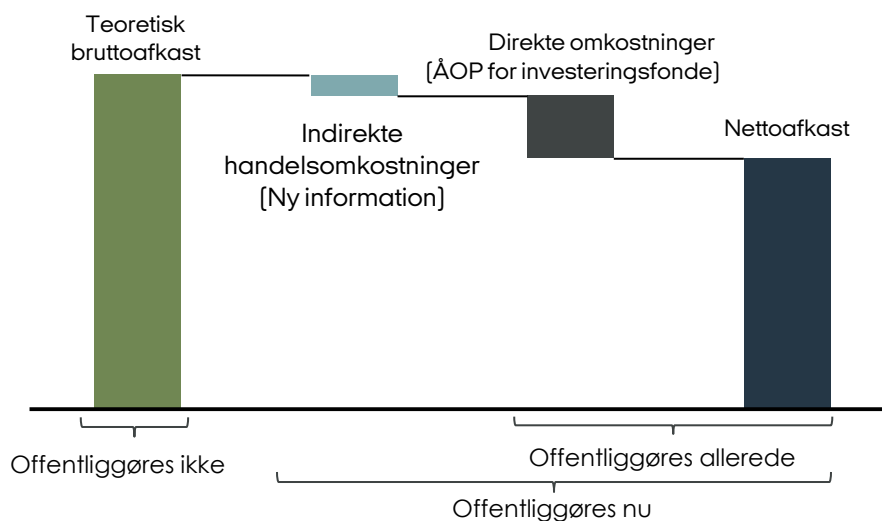 Teoretisk
bruttoafkast
Direkte omkostninger
(ÅOP for investeringsfonde)
Nettoafkast
Indirekte
handelsomkostninger
(Ny information)
Offentliggøres ikke
Offentliggøres allerede
Offentliggøres nu